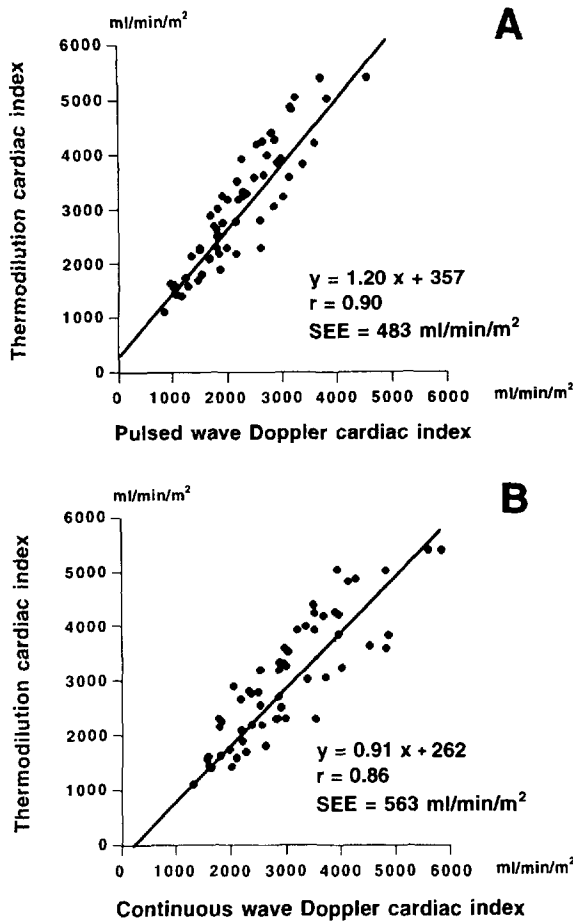 ml/min/m²
A
6000
5000
4000
3000
2000
1000
0
Thermodilution cardiac index
y = 1.20 x + 357
r = 0.90
SEE = 483 ml/min/m²
0 1000 2000 3000 4000 5000 6000 ml/min/m²
Pulsed wave Doppler cardiac index
ml/min/m²
B
6000
5000
4000
3000
2000
1000
0
Thermodilution cardiac index
y = 0.91 x + 262
r = 0.86
SEE = 563 ml/min/m²
0 1000 2000 3000 4000 5000 6000 ml/min/m²
Continuous wave Doppler cardiac index